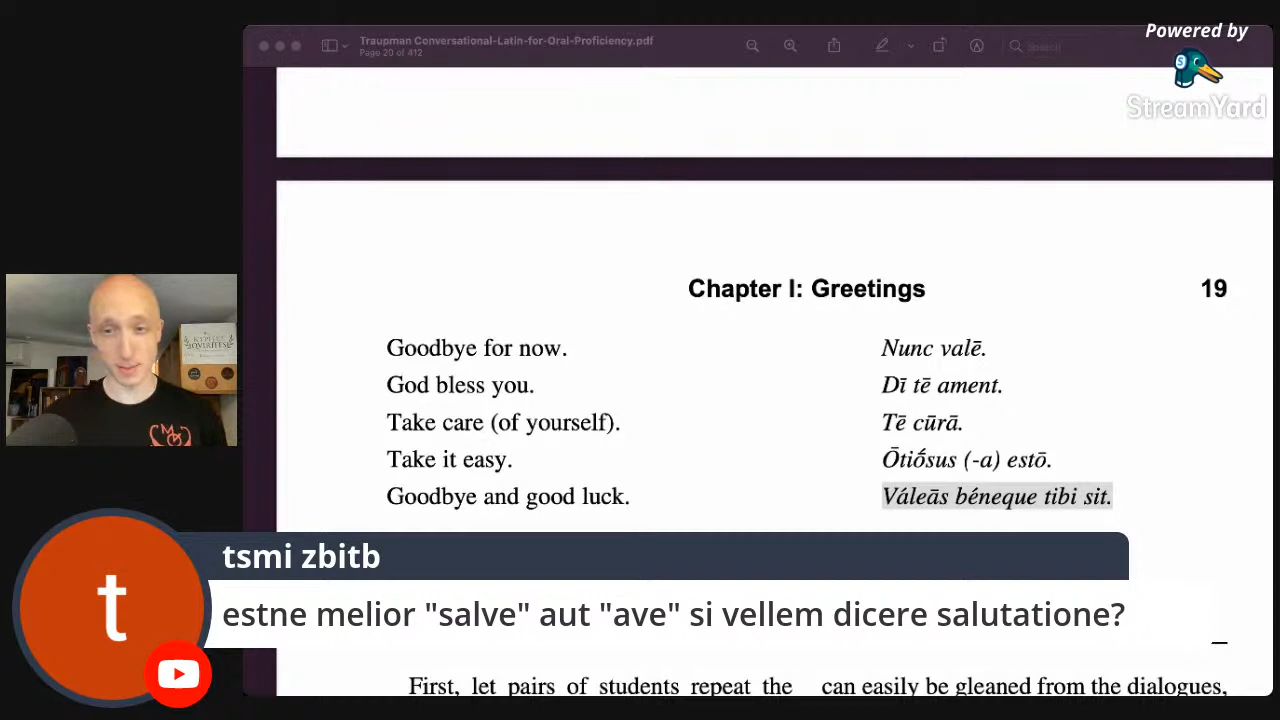 Powered by
StreamYard
Traupman Conversational-Latin-for-Oral-Proficiency.pdf
Page 20 of 412
Search
Chapter I: Greetings 19
Goodbye for now. Nunc valē.
God bless you. Dī tē ament.
Take care (of yourself). Tē cūrā.
Take it easy. Ōtiṓsus (-a) estō.
Goodbye and good luck. Váleās béneque tibi sit.
t
tsmi zbitb
estne melior "salve" aut "ave" si vellem dicere salutatione?
First, let pairs of students repeat the can easily be gleaned from the dialogues,